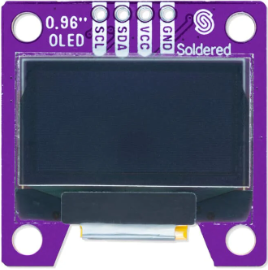 0.96''
OLED
SCL
SDA
VCC
GND
Soldered